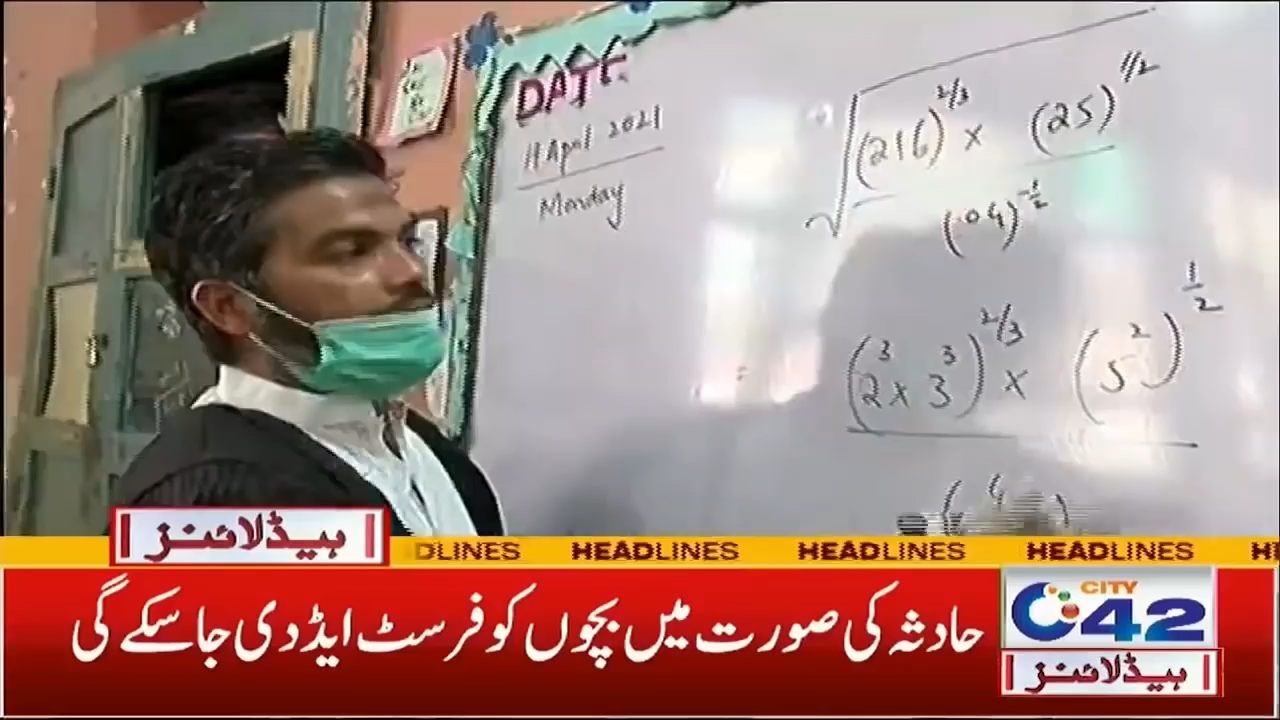 DATE
11 April 2021
Monday
√(216)^2/3 × (25)^1/2
(04)^-1/2
(2^3 × 3^3)^2/3 × (5^2)^1/2
ہیڈلائنز
DLINES HEADLINES HEADLINES HEADLINES H
حادثہ کی صورت میں بچوں کو فرسٹ ایڈ دی جا سکے گی
CITY
42
ہیڈلائنز